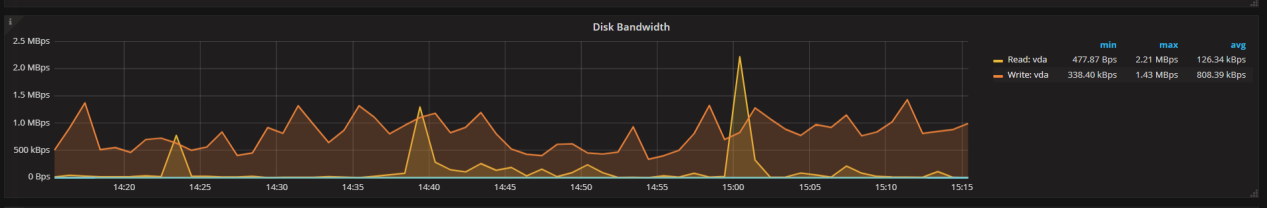 i
Disk Bandwidth
2.5 MBps
2.0 MBps
1.5 MBps
1.0 MBps
500 kBps
0 Bps
14:20 14:25 14:30 14:35 14:40 14:45 14:50 14:55 15:00 15:05 15:10 15:15
min max avg
Read: vda 477.87 Bps 2.21 MBps 126.34 kBps
Write: vda 338.40 kBps 1.43 MBps 808.39 kBps